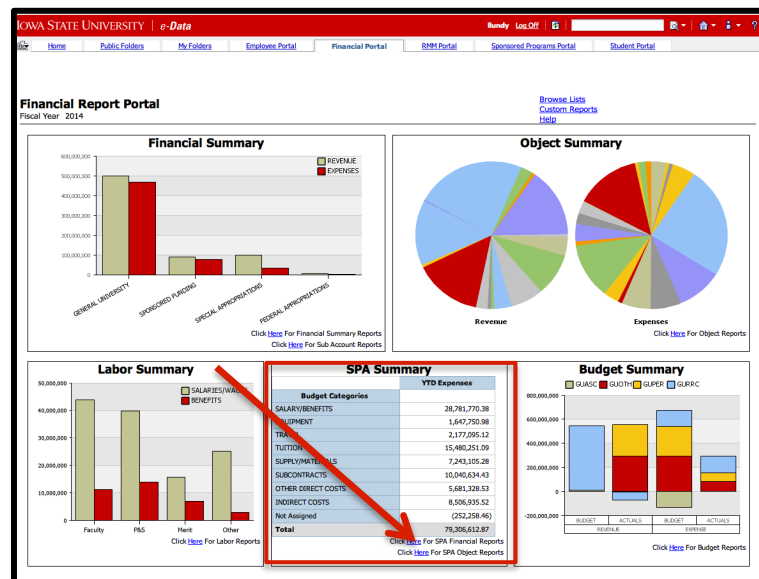 IOWA STATE UNIVERSITY | e-Data
llundy Log Off
Home Public Folders My Folders Employee Portal Financial Portal RMM Portal Sponsored Programs Portal Student Portal
Financial Report Portal
Fiscal Year 2014
Browse Lists
Custom Reports
Help
Financial Summary
REVENUE
EXPENSES
600,000,000
500,000,000
400,000,000
300,000,000
200,000,000
100,000,000
0
GENERAL UNIVERSITY
SPONSORED FUNDING
SPECIAL APPROPRIATIONS
FEDERAL APPROPRIATIONS
Click Here For Financial Summary Reports
Click Here For Sub Account Reports
Object Summary
Revenue
Expenses
Click Here For Object Reports
Labor Summary
SALARIES/WAGES
BENEFITS
50,000,000
40,000,000
30,000,000
20,000,000
10,000,000
0
Faculty P&S Merit Other
Click Here For Labor Reports
SPA Summary
YTD Expenses
Budget Categories
SALARY/BENEFITS 28,781,770.38
EQUIPMENT 1,647,750.98
2,177,095.12
TUITION 15,480,251.09
SUPPLY/MATERIALS 7,243,105.28
SUBCONTRACTS 10,040,634.43
OTHER DIRECT COSTS 5,681,328.53
INDIRECT COSTS 8,506,935.52
Not Assigned (252,258.46)
Total 79,306,612.87
Click Here For SPA Financial Reports
Click Here For SPA Object Reports
Budget Summary
GUASC GUOTH GUPER GURRC
800,000,000
600,000,000
400,000,000
200,000,000
0
-200,000,000
BUDGET ACTUALS BUDGET ACTUALS
REVENUE EXPENSE
Click Here For Budget Reports